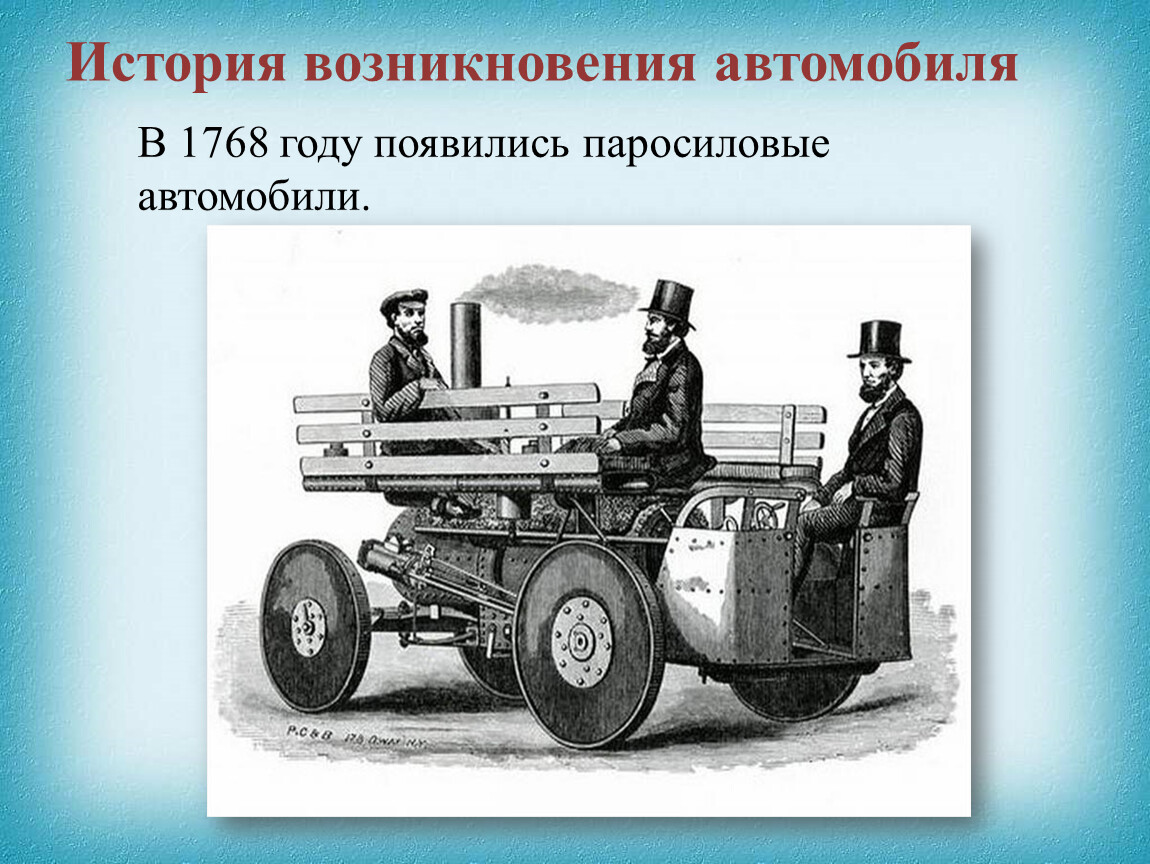 История возникновения автомобиля
В 1768 году появились паросиловые
автомобили.
P.C & B